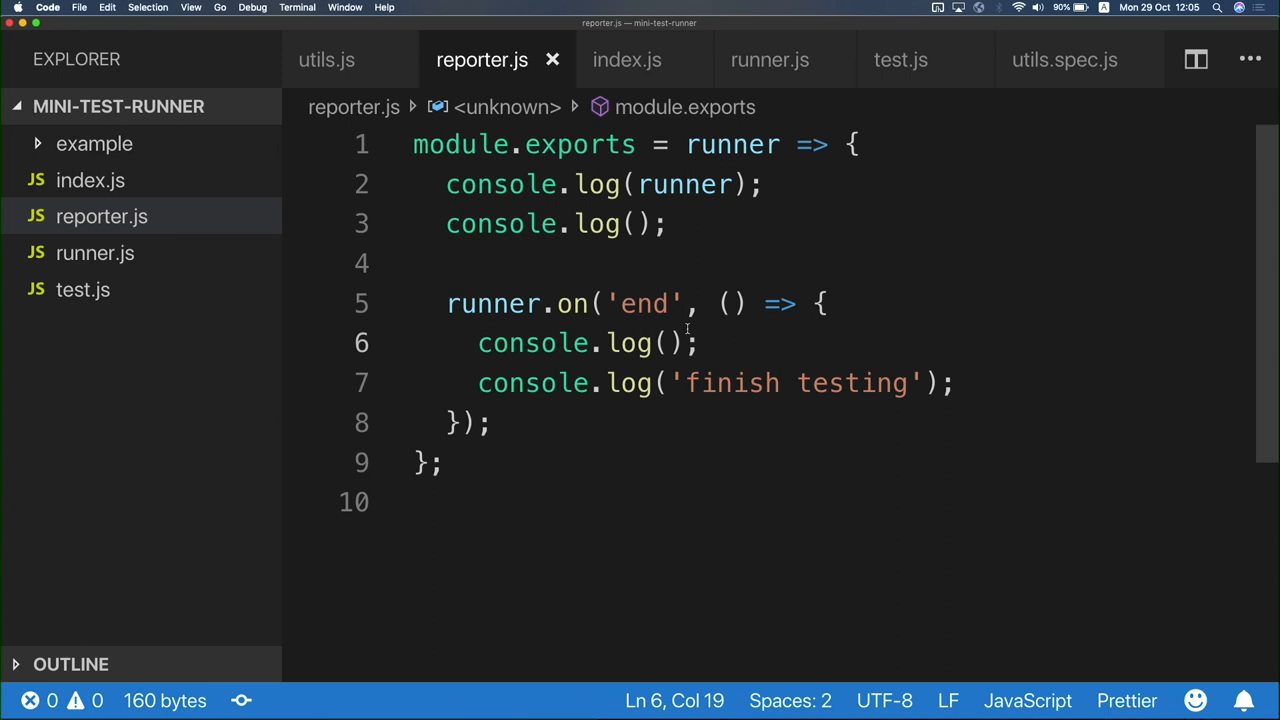 Code File Edit Selection View Go Debug Terminal Window Help 90% A Mon 29 Oct 12:05
reporter.js — mini-test-runner
EXPLORER
utils.js reporter.js index.js runner.js test.js utils.spec.js
MINI-TEST-RUNNER
example
JS index.js
JS reporter.js
JS runner.js
JS test.js
OUTLINE
reporter.js <unknown> module.exports
1 module.exports = runner => {
2 console.log(runner);
3 console.log();
4
5 runner.on('end', () => {
6 console.log();
7 console.log('finish testing');
8 });
9 };
10
0 0 160 bytes Ln 6, Col 19 Spaces: 2 UTF-8 LF JavaScript Prettier